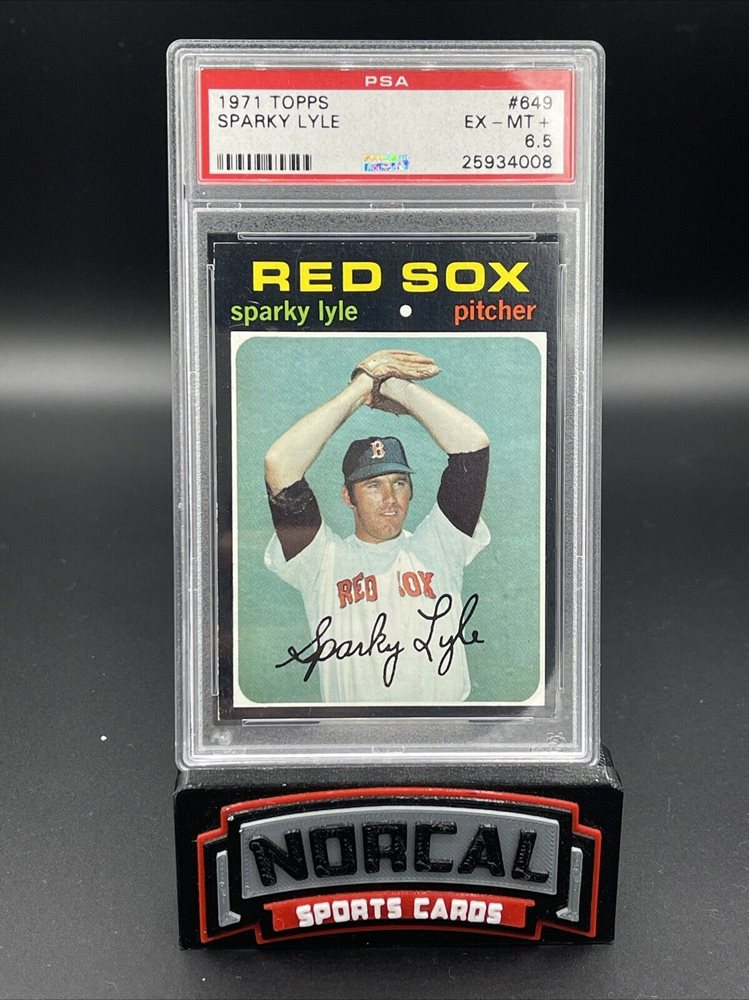 PSA
1971 TOPPS #649
SPARKY LYLE EX - MT +
6.5
25934008
RED SOX
sparky lyle • pitcher
B
RED SOX
Sparky Lyle
NORCAL
SPORTS CARDS